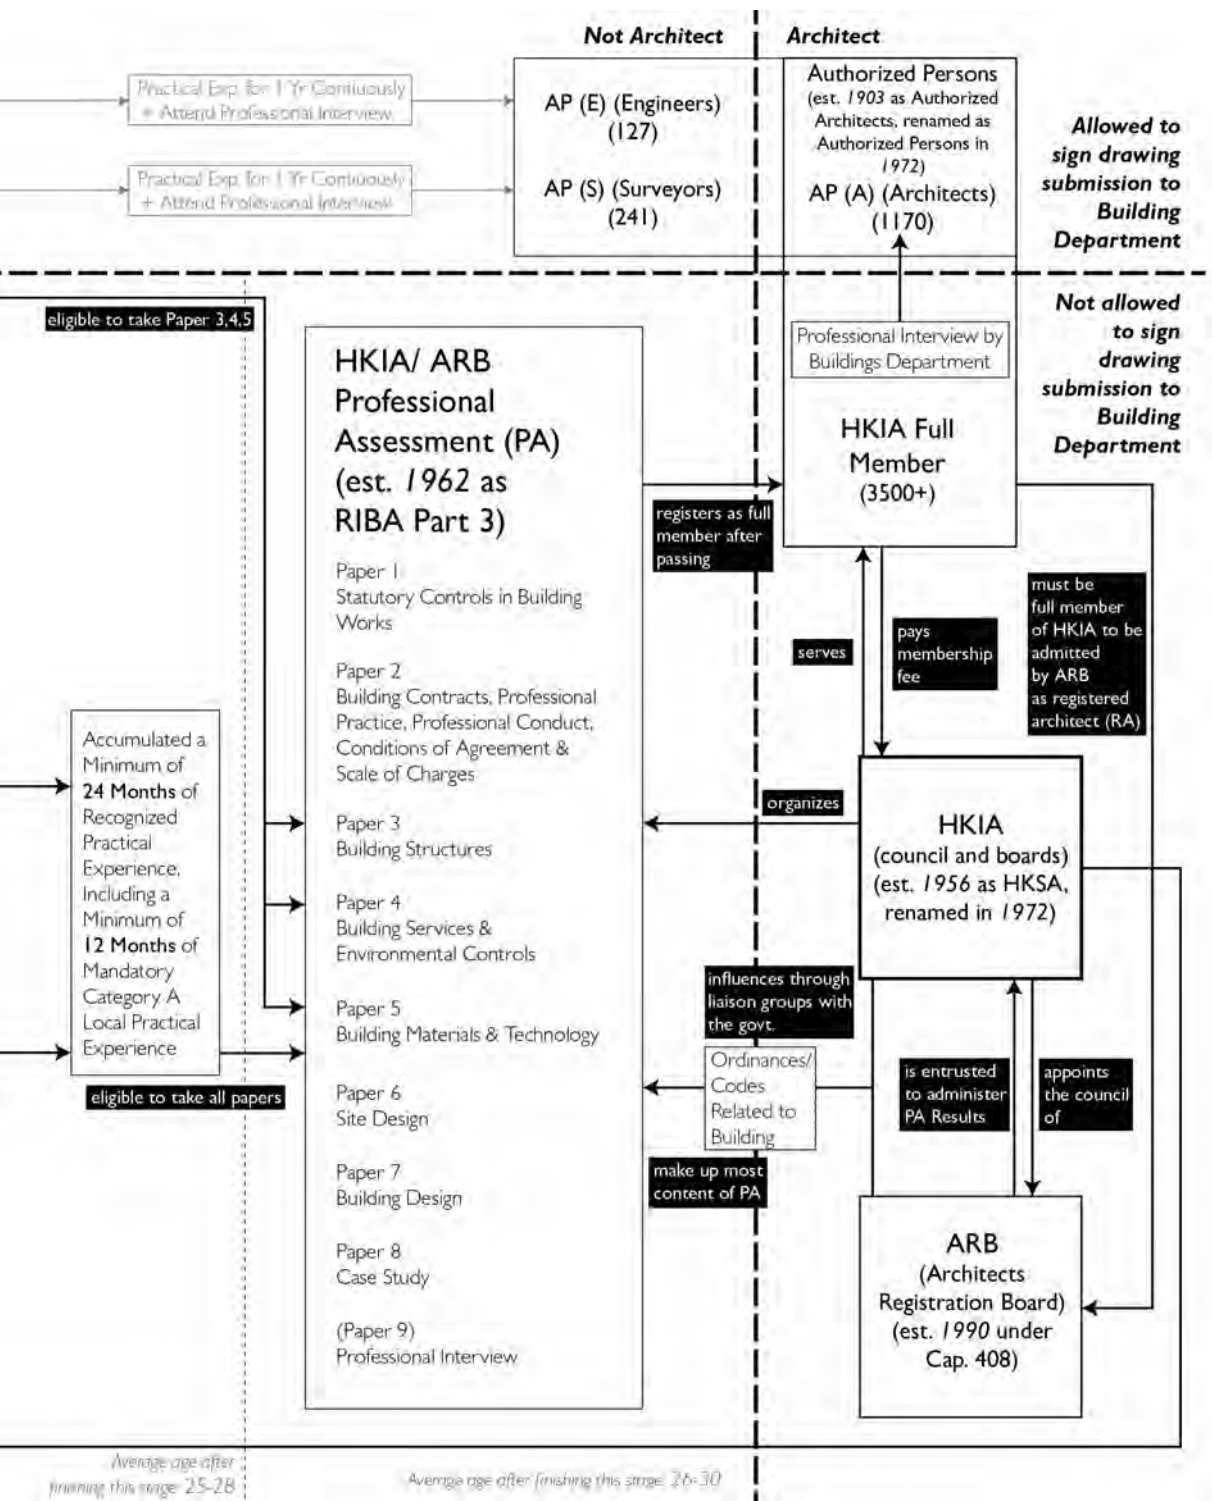 Not Architect
Architect
Practical Exp. for 1 Yr Contiuously
+ Attend Professional Interview
Practical Exp. for 1 Yr Contiuously
+ Attend Professional Interview
AP (E) (Engineers)
(127)
AP (S) (Surveyors)
(241)
Authorized Persons
(est. 1903 as Authorized
Architects, renamed as
Authorized Persons in
1972)
AP (A) (Architects)
(1170)
Allowed to
sign drawing
submission to
Building
Department
Not allowed
to sign
drawing
submission to
Building
Department
eligible to take Paper 3,4,5
Professional Interview by
Buildings Department
HKIA Full
Member
(3500+)
HKIA/ ARB
Professional
Assessment (PA)
(est. 1962 as
RIBA Part 3)
Paper 1
Statutory Controls in Building
Works
Paper 2
Building Contracts, Professional
Practice, Professional Conduct,
Conditions of Agreement &
Scale of Charges
Paper 3
Building Structures
Paper 4
Building Services &
Environmental Controls
Paper 5
Building Materials & Technology
Paper 6
Site Design
Paper 7
Building Design
Paper 8
Case Study
(Paper 9)
Professional Interview
registers as full
member after
passing
serves
pays
membership
fee
must be
full member
of HKIA to be
admitted
by ARB
as registered
architect (RA)
Accumulated a
Minimum of
24 Months of
Recognized
Practical
Experience,
Including a
Minimum of
12 Months of
Mandatory
Category A
Local Practical
Experience
eligible to take all papers
organizes
HKIA
(council and boards)
(est. 1956 as HKSA,
renamed in 1972)
influences through
liaison groups with
the govt.
Ordinances/
Codes
Related to
Building
make up most
content of PA
is entrusted
to administer
PA Results
appoints
the council
of
ARB
(Architects
Registration Board)
(est. 1990 under
Cap. 408)
Average age after
finishing this stage: 25-28
Average age after finishing this stage: 26-30